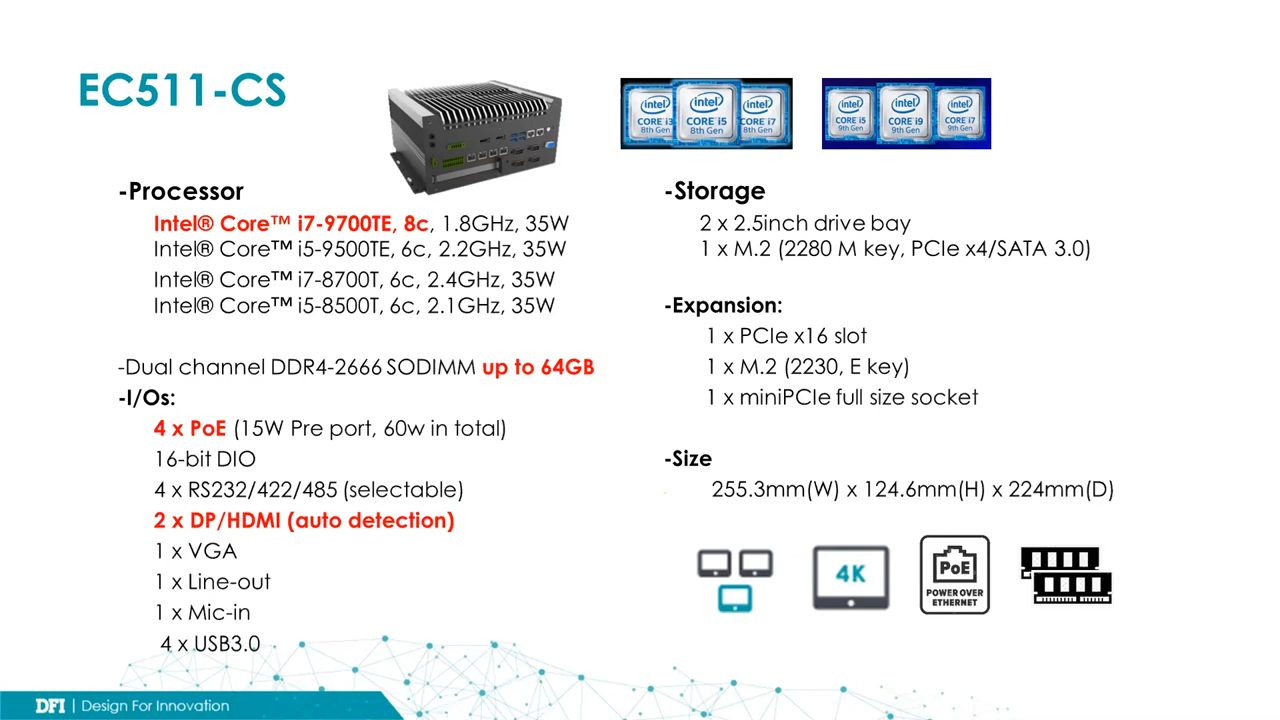 EC511-CS
intel
CORE i3
8th Gen
intel
CORE i5
8th Gen
intel
CORE i7
8th Gen
intel
CORE i5
9th Gen
intel
CORE i9
9th Gen
intel
CORE i7
9th Gen
-Processor
Intel® Core™ i7-9700TE, 8c, 1.8GHz, 35W
Intel® Core™ i5-9500TE, 6c, 2.2GHz, 35W
Intel® Core™ i7-8700T, 6c, 2.4GHz, 35W
Intel® Core™ i5-8500T, 6c, 2.1GHz, 35W
-Dual channel DDR4-2666 SODIMM up to 64GB
-I/Os:
4 x PoE (15W Pre port, 60w in total)
16-bit DIO
4 x RS232/422/485 (selectable)
2 x DP/HDMI (auto detection)
1 x VGA
1 x Line-out
1 x Mic-in
4 x USB3.0
-Storage
2 x 2.5inch drive bay
1 x M.2 (2280 M key, PCIe x4/SATA 3.0)
-Expansion:
1 x PCIe x16 slot
1 x M.2 (2230, E key)
1 x miniPCIe full size socket
-Size
255.3mm(W) x 124.6mm(H) x 224mm(D)
4K
PoE
POWER OVER
ETHERNET
DFI | Design For Innovation